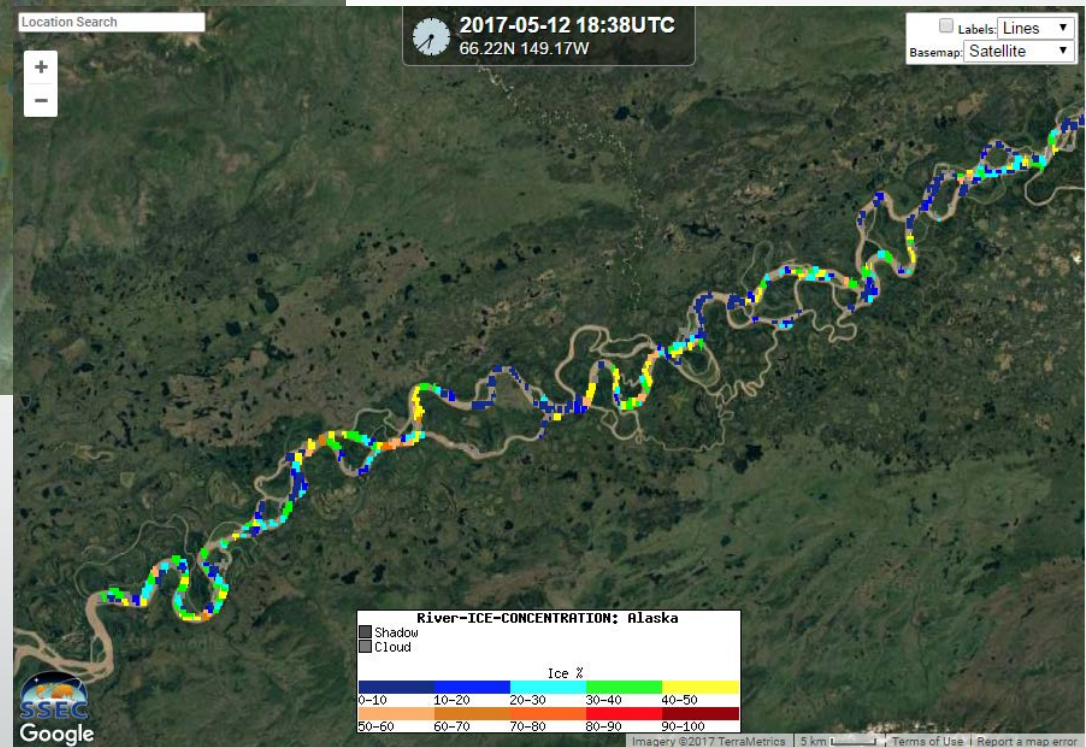 Location Search
2017-05-12 18:38UTC
66.22N 149.17W
Labels: Lines
Basemap: Satellite
+
−
River-ICE-CONCENTRATION: Alaska
Shadow
Cloud
Ice %
0-10 10-20 20-30 30-40 40-50
50-60 60-70 70-80 80-90 90-100
SSEC
Google
Imagery ©2017 TerraMetrics 5 km Terms of Use Report a map error